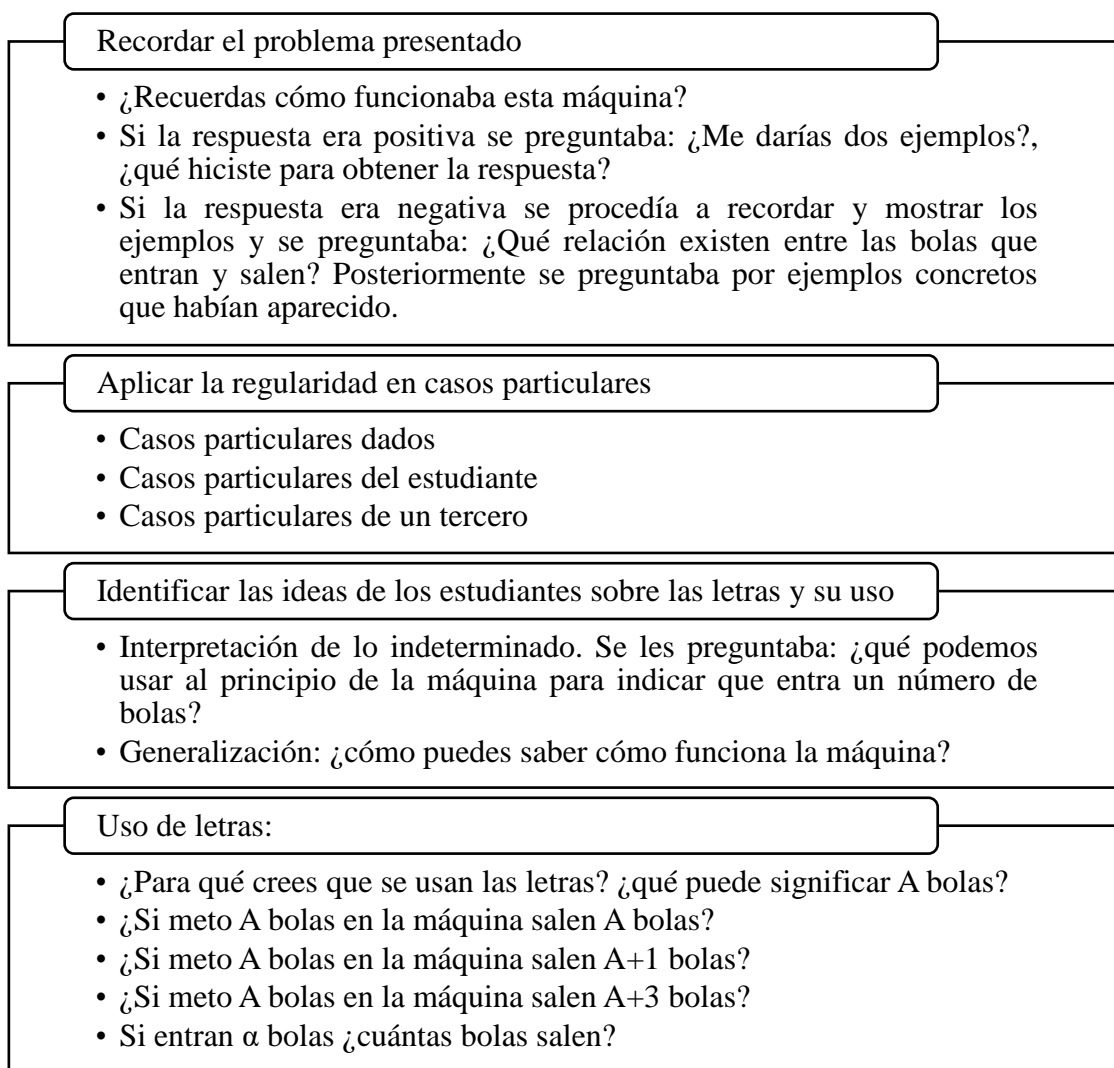 Recordar el problema presentado
• ¿Recuerdas cómo funcionaba esta máquina?
• Si la respuesta era positiva se preguntaba: ¿Me darías dos ejemplos?,
¿qué hiciste para obtener la respuesta?
• Si la respuesta era negativa se procedía a recordar y mostrar los
ejemplos y se preguntaba: ¿Qué relación existen entre las bolas que
entran y salen? Posteriormente se preguntaba por ejemplos concretos
que habían aparecido.
Aplicar la regularidad en casos particulares
• Casos particulares dados
• Casos particulares del estudiante
• Casos particulares de un tercero
Identificar las ideas de los estudiantes sobre las letras y su uso
• Interpretación de lo indeterminado. Se les preguntaba: ¿qué podemos
usar al principio de la máquina para indicar que entra un número de
bolas?
• Generalización: ¿cómo puedes saber cómo funciona la máquina?
Uso de letras:
• ¿Para qué crees que se usan las letras? ¿qué puede significar A bolas?
• ¿Si meto A bolas en la máquina salen A bolas?
• ¿Si meto A bolas en la máquina salen A+1 bolas?
• ¿Si meto A bolas en la máquina salen A+3 bolas?
• Si entran α bolas ¿cuántas bolas salen?